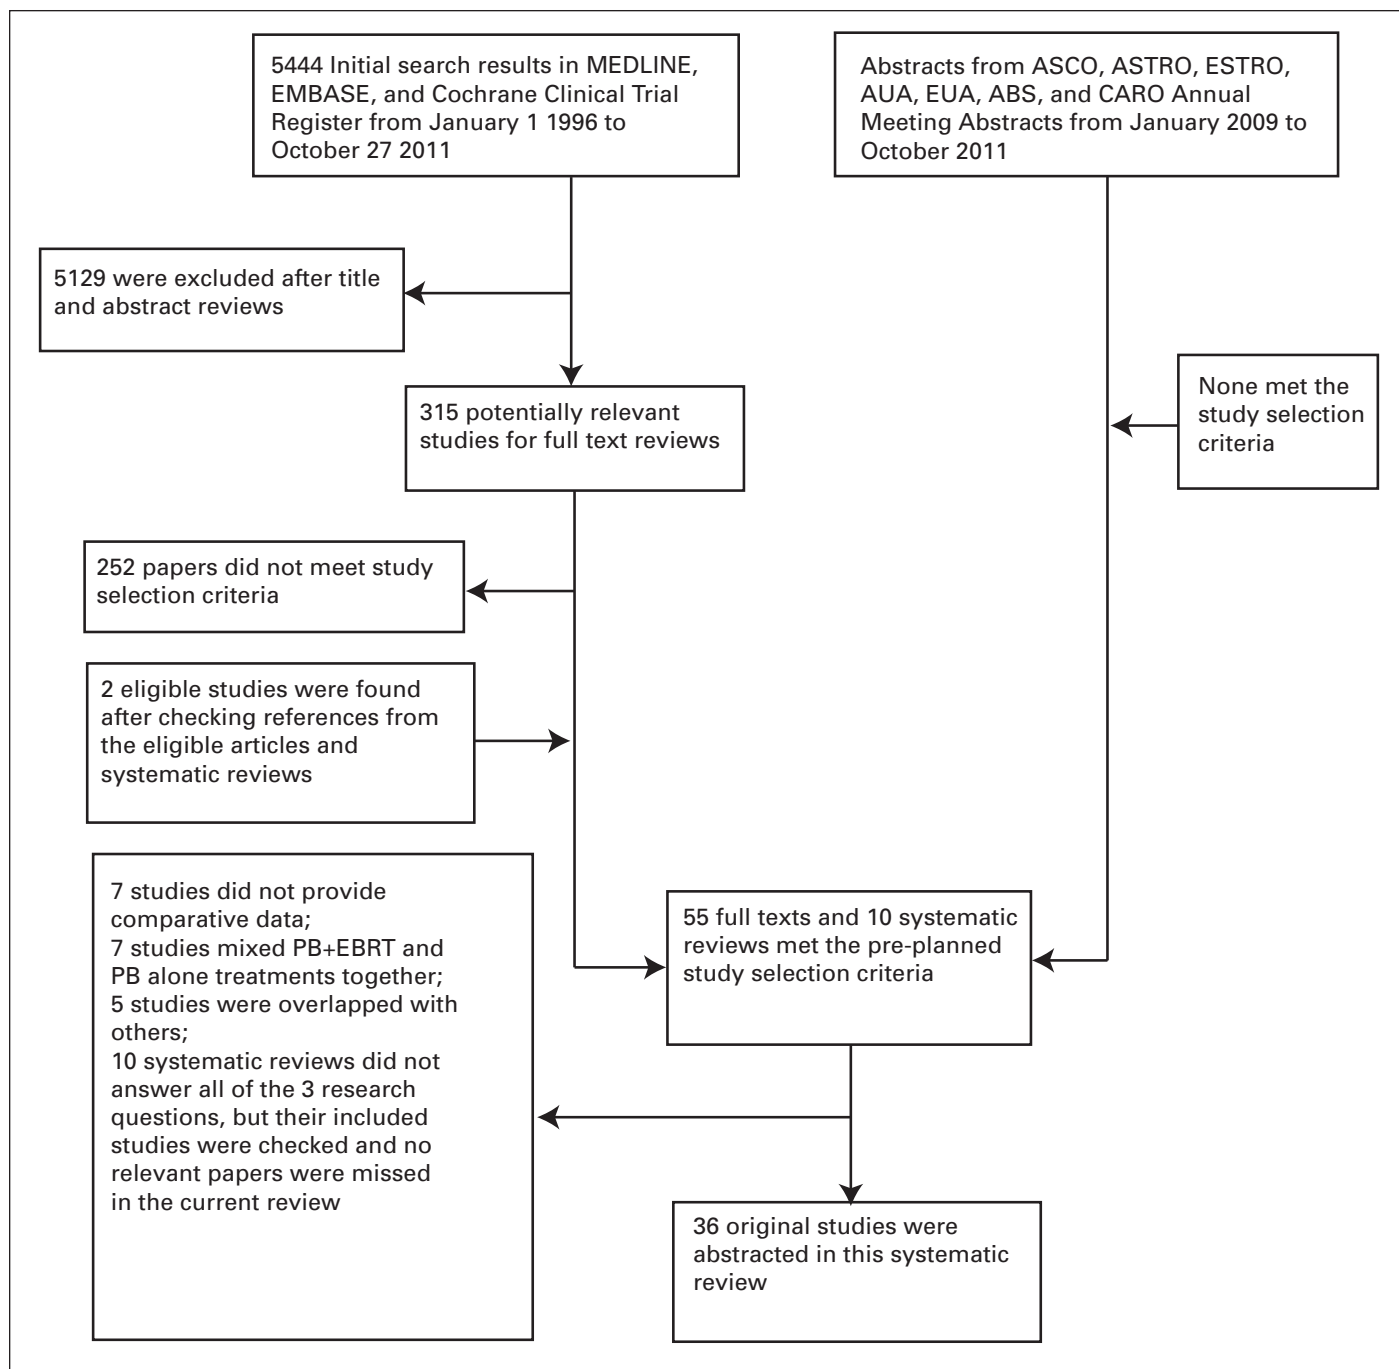 5444 Initial search results in MEDLINE,
EMBASE, and Cochrane Clinical Trial
Register from January 1 1996 to
October 27 2011
Abstracts from ASCO, ASTRO, ESTRO,
AUA, EUA, ABS, and CARO Annual
Meeting Abstracts from January 2009 to
October 2011
5129 were excluded after title
and abstract reviews
None met the
study selection
criteria
315 potentially relevant
studies for full text reviews
252 papers did not meet study
selection criteria
2 eligible studies were found
after checking references from
the eligible articles and
systematic reviews
7 studies did not provide
comparative data;
7 studies mixed PB+EBRT and
PB alone treatments together;
5 studies were overlapped with
others;
10 systematic reviews did not
answer all of the 3 research
questions, but their included
studies were checked and no
relevant papers were missed
in the current review
55 full texts and 10 systematic
reviews met the pre-planned
study selection criteria
36 original studies were
abstracted in this systematic
review